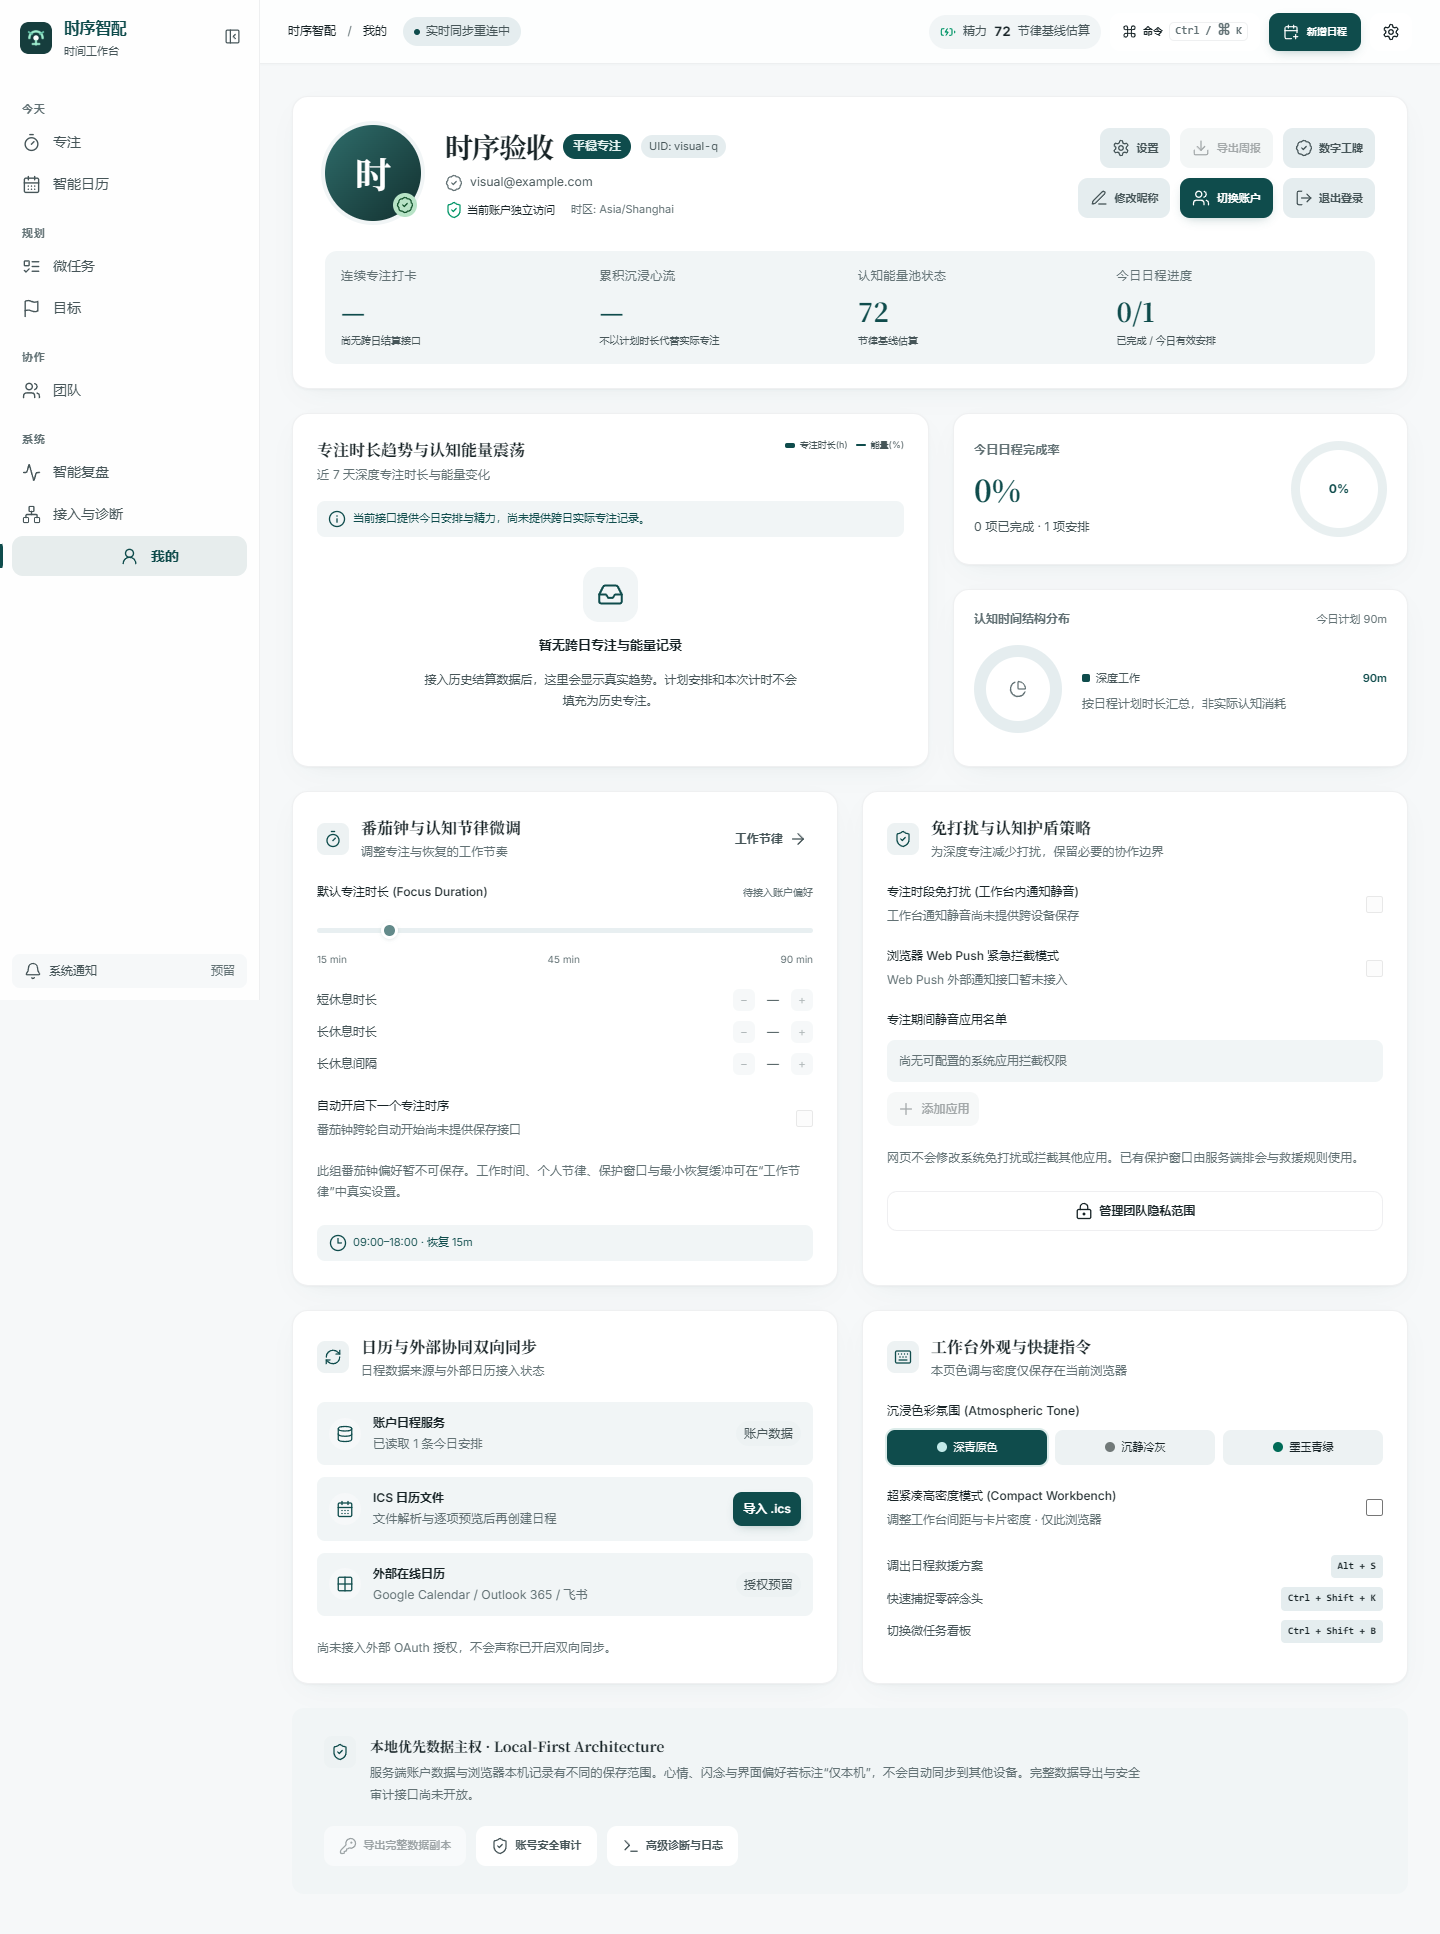 时序智配
时间工作台
今天
专注
智能日历
规划
微任务
目标
协作
团队
系统
智能复盘
接入与诊断
我的
系统通知 预留
时序智配 / 我的 实时同步重连中
精力 72 节律基线估算 命令 Ctrl / ⌘ K 新增日程
时
时序验收 平稳专注 UID: visual-q
visual@example.com
当前账户独立访问 时区: Asia/Shanghai
设置 导出周报 数字工牌
修改昵称 切换账户 退出登录
连续专注打卡
—
尚无跨日结算接口
累积沉浸心流
—
不以计划时长代替实际专注
认知能量池状态
72
节律基线估算
今日日程进度
0/1
已完成 / 今日有效安排
专注时长趋势与认知能量震荡
近 7 天深度专注时长与能量变化
专注时长(h) 能量(%)
当前接口提供今日安排与精力，尚未提供跨日实际专注记录。
暂无跨日专注与能量记录
接入历史结算数据后，这里会显示真实趋势。计划安排和本次计时不会
填充为历史专注。
今日日程完成率
0%
0 项已完成 · 1 项安排
0%
认知时间结构分布 今日计划 90m
深度工作 90m
按日程计划时长汇总，非实际认知消耗
番茄钟与认知节律微调
调整专注与恢复的工作节奏
工作节律
默认专注时长 (Focus Duration) 待接入账户偏好
15 min 45 min 90 min
短休息时长 − — +
长休息时长 − — +
长休息间隔 − — +
自动开启下一个专注时序
番茄钟跨轮自动开始尚未提供保存接口
此组番茄钟偏好暂不可保存。工作时间、个人节律、保护窗口与最小恢复缓冲可在“工作节
律”中真实设置。
09:00–18:00 · 恢复 15m
免打扰与认知护盾策略
为深度专注减少打扰，保留必要的协作边界
专注时段免打扰 (工作台内通知静音)
工作台通知静音尚未提供跨设备保存
浏览器 Web Push 紧急拦截模式
Web Push 外部通知接口暂未接入
专注期间静音应用名单
尚无可配置的系统应用拦截权限
添加应用
网页不会修改系统免打扰或拦截其他应用。已有保护窗口由服务端排会与救援规则使用。
管理团队隐私范围
日历与外部协同双向同步
日程数据来源与外部日历接入状态
账户日程服务
已读取 1 条今日安排
账户数据
ICS 日历文件
文件解析与逐项预览后再创建日程
导入 .ics
外部在线日历
Google Calendar / Outlook 365 / 飞书
授权预留
尚未接入外部 OAuth 授权，不会声称已开启双向同步。
工作台外观与快捷指令
本页色调与密度仅保存在当前浏览器
沉浸色彩氛围 (Atmospheric Tone)
深青原色 沉静冷灰 墨玉青绿
超紧凑高密度模式 (Compact Workbench)
调整工作台间距与卡片密度 · 仅此浏览器
调出日程救援方案 Alt + S
快速捕捉零碎念头 Ctrl + Shift + K
切换微任务看板 Ctrl + Shift + B
本地优先数据主权 · Local-First Architecture
服务端账户数据与浏览器本机记录有不同的保存范围。心情、闪念与界面偏好若标注“仅本机”，不会自动同步到其他设备。完整数据导出与安全
审计接口尚未开放。
导出完整数据副本 账号安全审计 高级诊断与日志